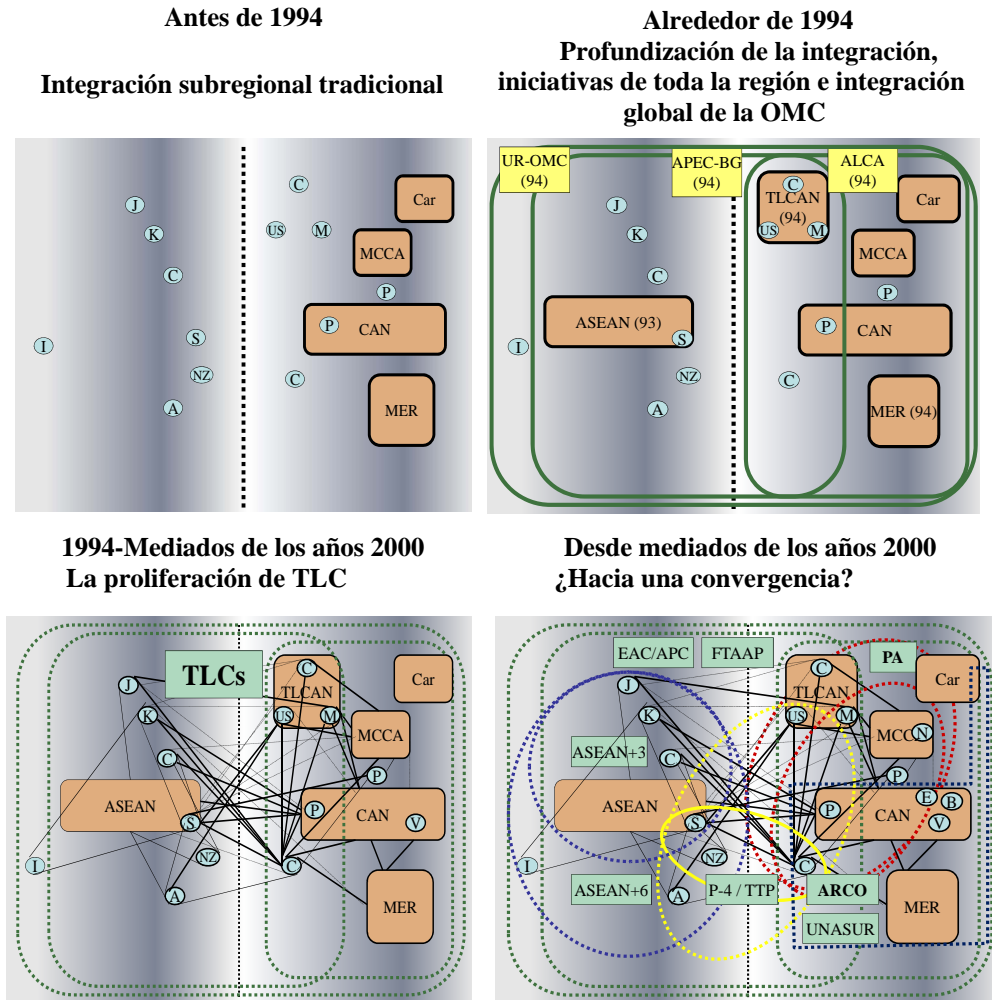 Antes de 1994
Integración subregional tradicional
J
K
C
I
S
NZ
A
C
US
M
Car
MCCA
P
P
CAN
C
MER
Alrededor de 1994
Profundización de la integración,
iniciativas de toda la región e integración
global de la OMC
UR-OMC
(94)
APEC-BG
(94)
ALCA
(94)
J
K
C
ASEAN (93)
S
I
NZ
A
C
TLCAN
(94)
US
M
Car
MCCA
P
P
CAN
C
MER (94)
1994-Mediados de los años 2000
La proliferación de TLC
TLCs
J
K
C
ASEAN
S
I
NZ
A
C
TLCAN
US
M
Car
MCCA
P
P
CAN
V
C
MER
Desde mediados de los años 2000
¿Hacia una convergencia?
EAC/APC
FTAAP
PA
J
K
ASEAN+3
C
ASEAN
S
I
NZ
ASEAN+6
A
P-4 / TTP
C
TLCAN
US
M
Car
MCCA
N
P
P
CAN
E
B
V
C
ARCO
UNASUR
MER